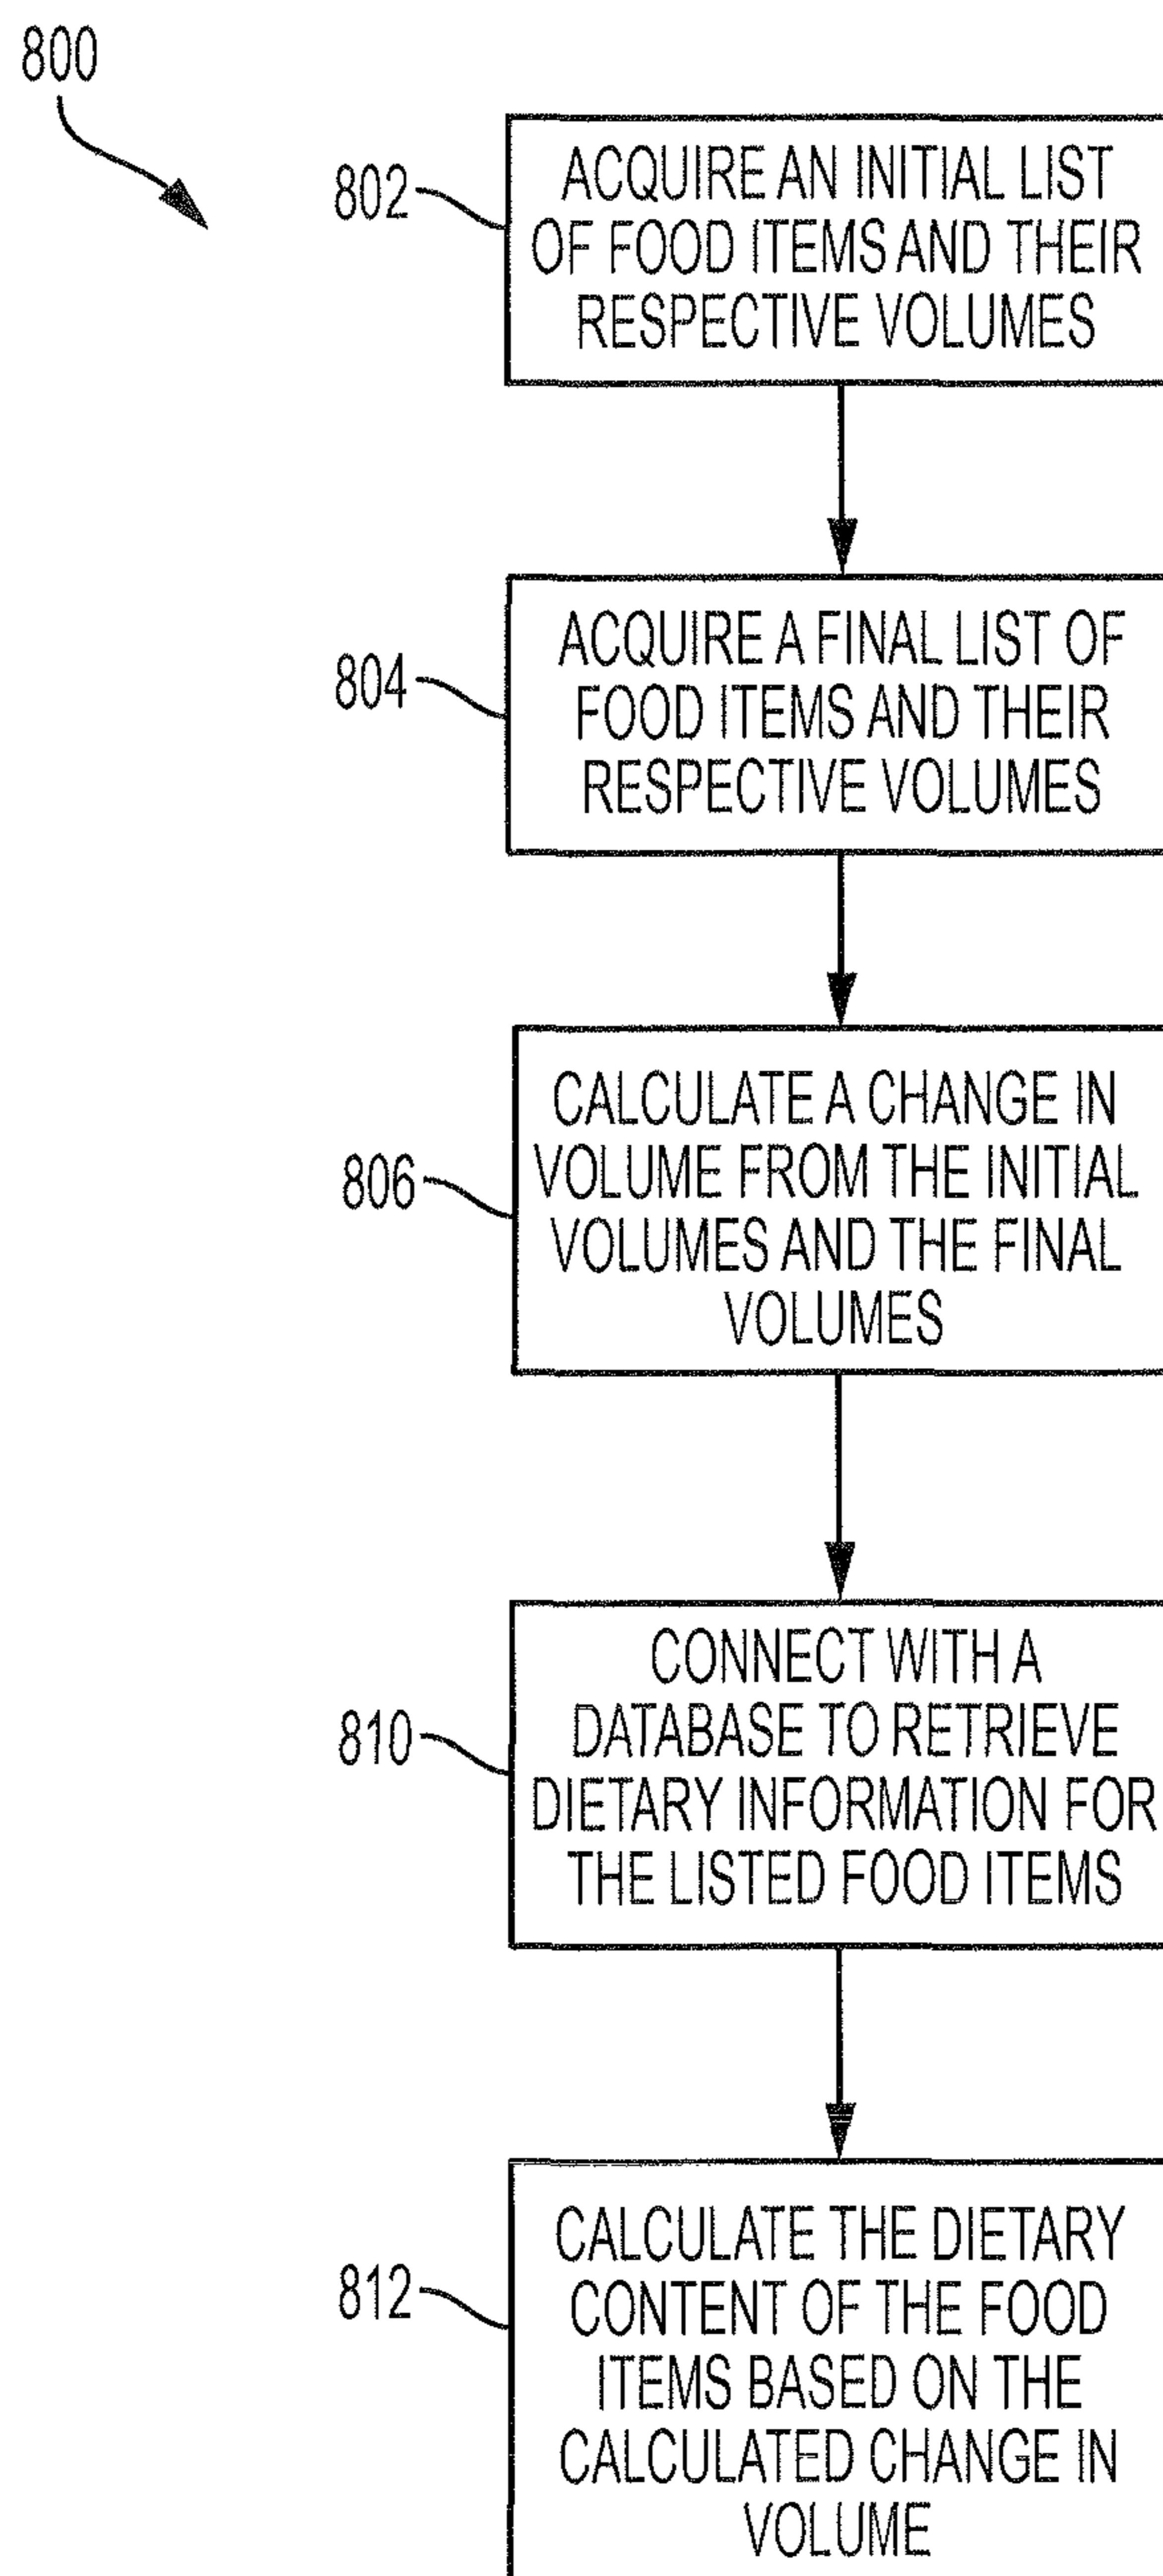 800
802
ACQUIRE AN INITIAL LIST
OF FOOD ITEMS AND THEIR
RESPECTIVE VOLUMES
804
ACQUIRE A FINAL LIST OF
FOOD ITEMS AND THEIR
RESPECTIVE VOLUMES
806
CALCULATE A CHANGE IN
VOLUME FROM THE INITIAL
VOLUMES AND THE FINAL
VOLUMES
810
CONNECT WITH A
DATABASE TO RETRIEVE
DIETARY INFORMATION FOR
THE LISTED FOOD ITEMS
812
CALCULATE THE DIETARY
CONTENT OF THE FOOD
ITEMS BASED ON THE
CALCULATED CHANGE IN
VOLUME